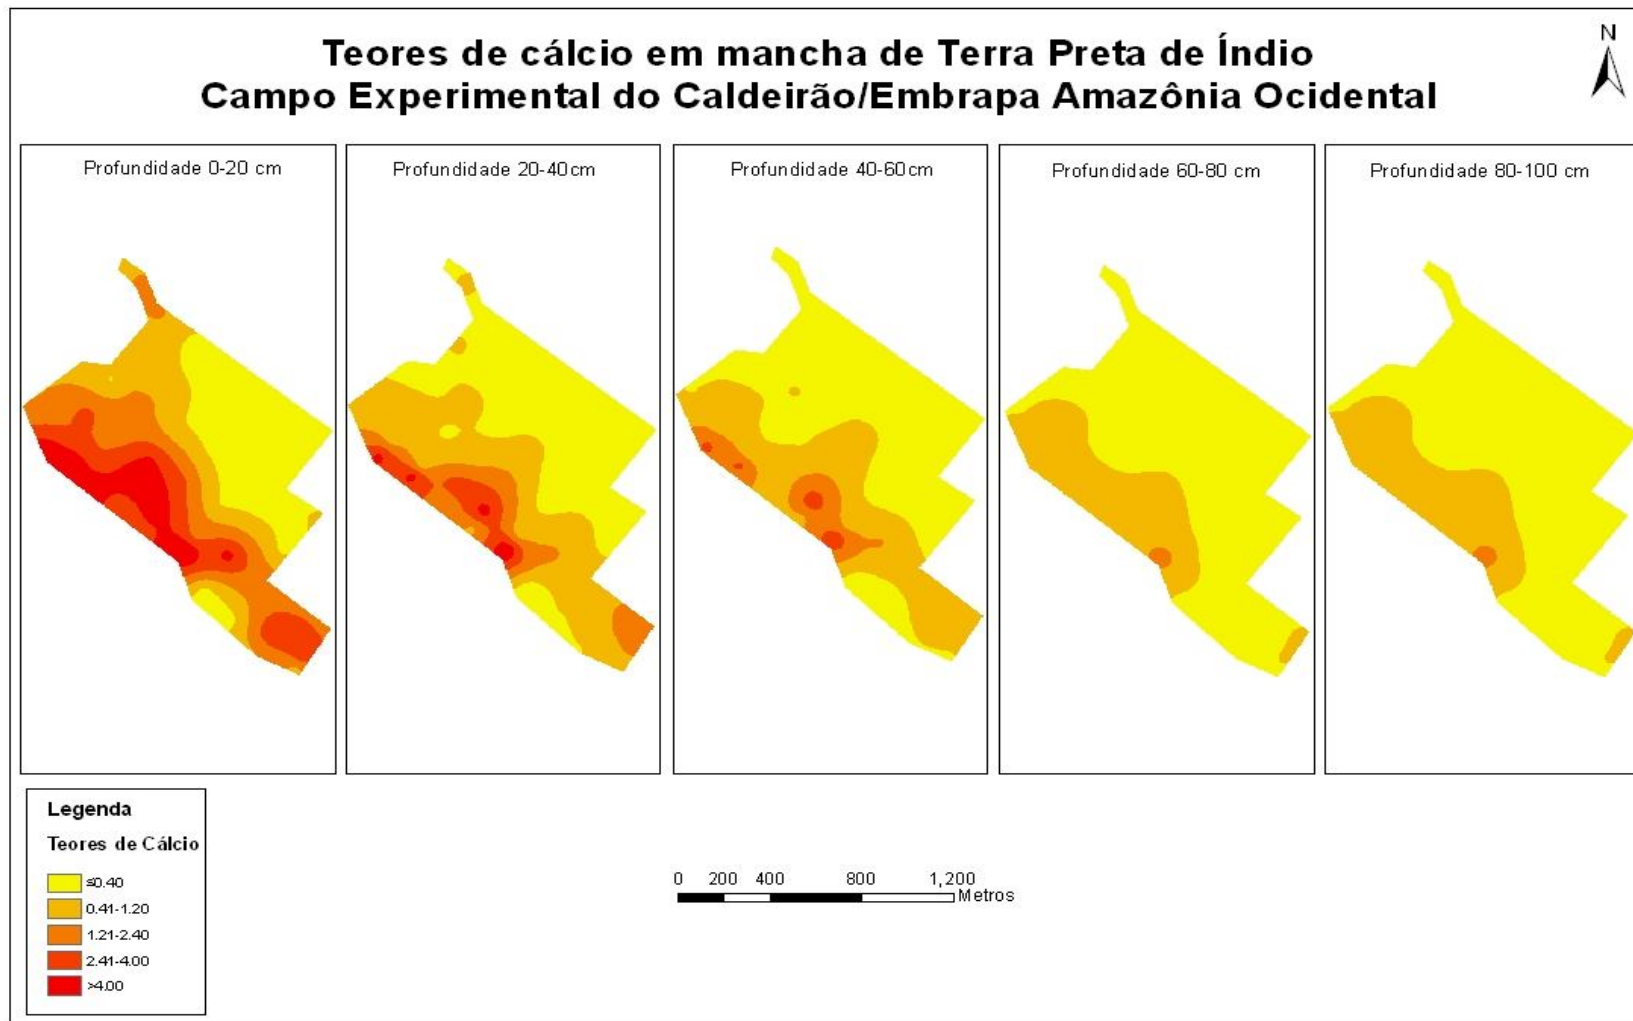 Teores de cálcio em mancha de Terra Preta de Índio
Campo Experimental do Caldeirão/Embrapa Amazônia Ocidental
N
Profundidade 0-20 cm
Profundidade 20-40cm
Profundidade 40-60cm
Profundidade 60-80 cm
Profundidade 80-100 cm
Legenda
Teores de Cálcio
≤0.40
0.41-1.20
1.21-2.40
2.41-4.00
>4.00
0 200 400 800 1,200
Metros